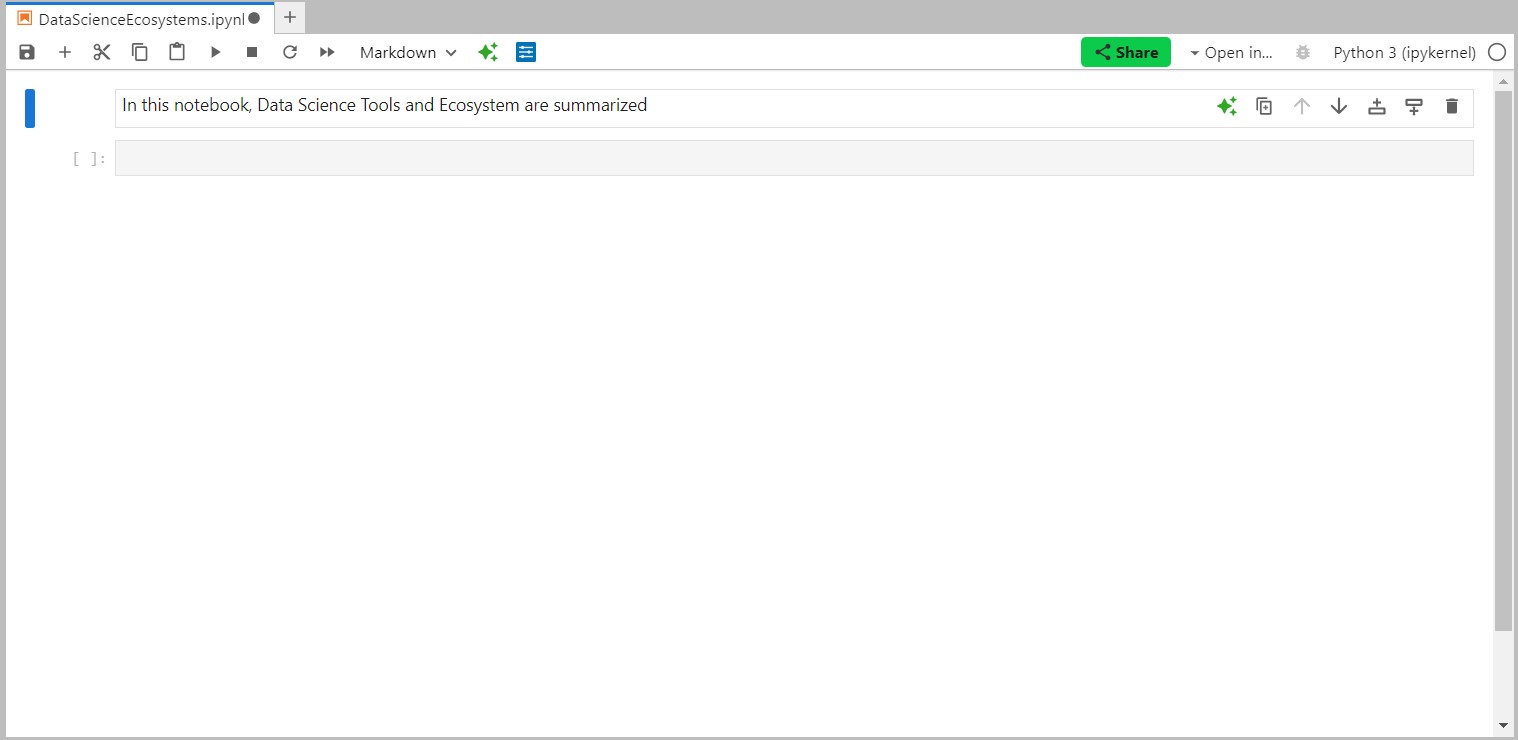 DataScienceEcosystems.ipynl
Markdown
Share
Open in...
Python 3 (ipykernel)
In this notebook, Data Science Tools and Ecosystem are summarized
[ ]: